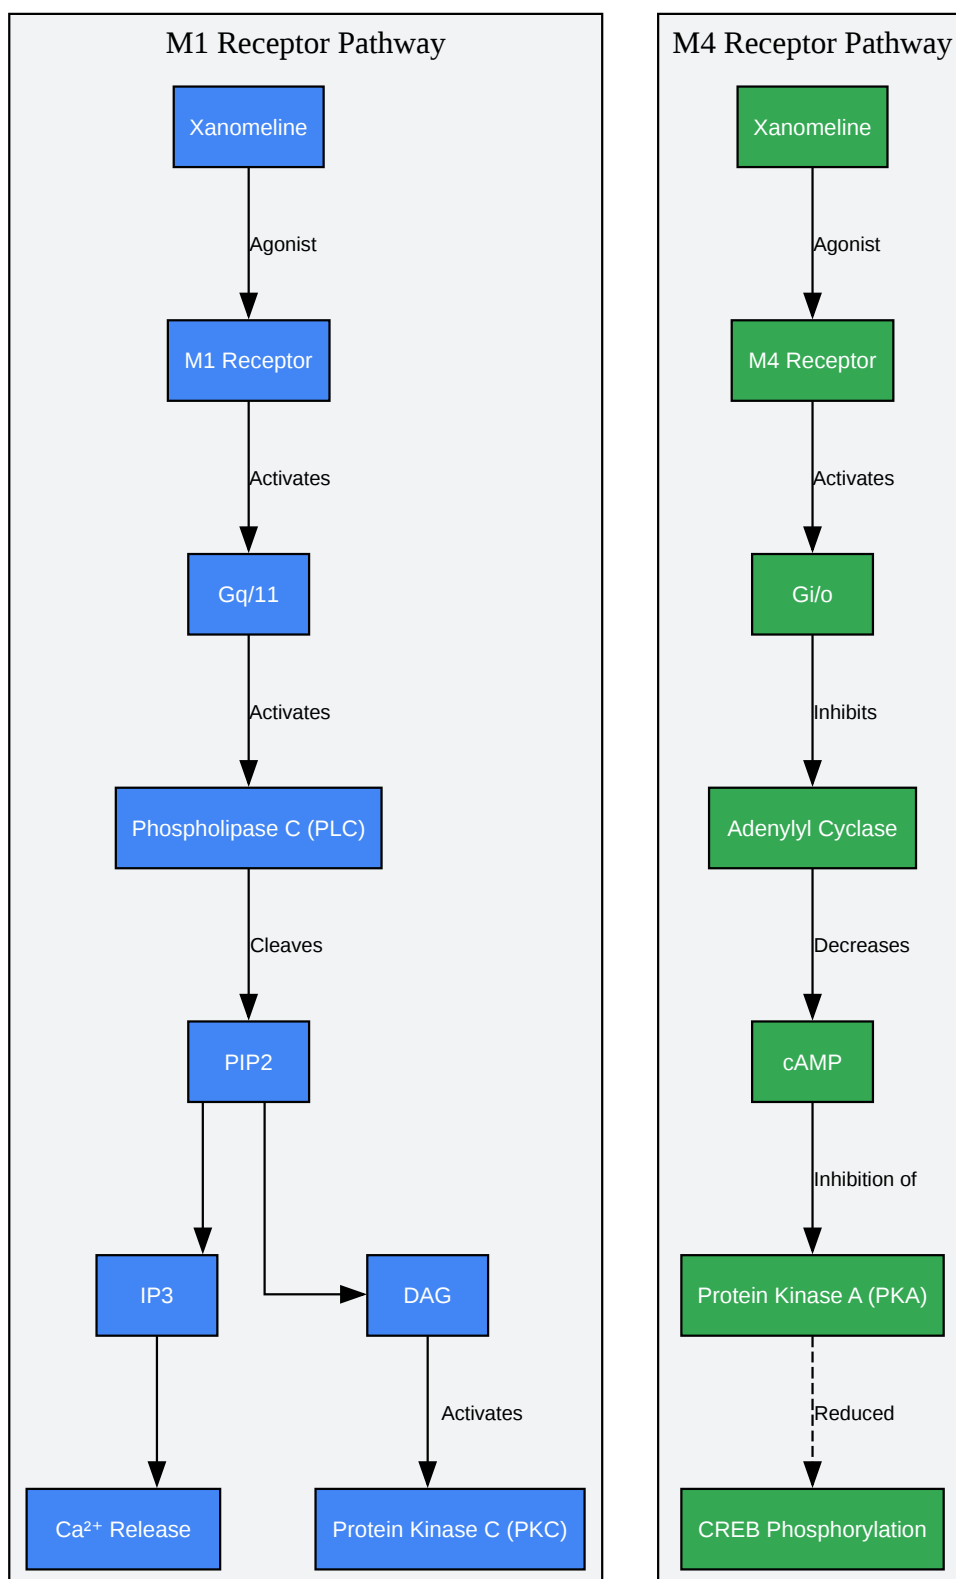 M1 Receptor Pathway
Xanomeline
Agonist
M1 Receptor
Activates
Gq/11
Activates
Phospholipase C (PLC)
Cleaves
PIP2
IP3
DAG
Activates
Ca²⁺ Release
Protein Kinase C (PKC)
M4 Receptor Pathway
Xanomeline
Agonist
M4 Receptor
Activates
Gi/o
Inhibits
Adenylyl Cyclase
Decreases
cAMP
Inhibition of
Protein Kinase A (PKA)
Reduced
CREB Phosphorylation